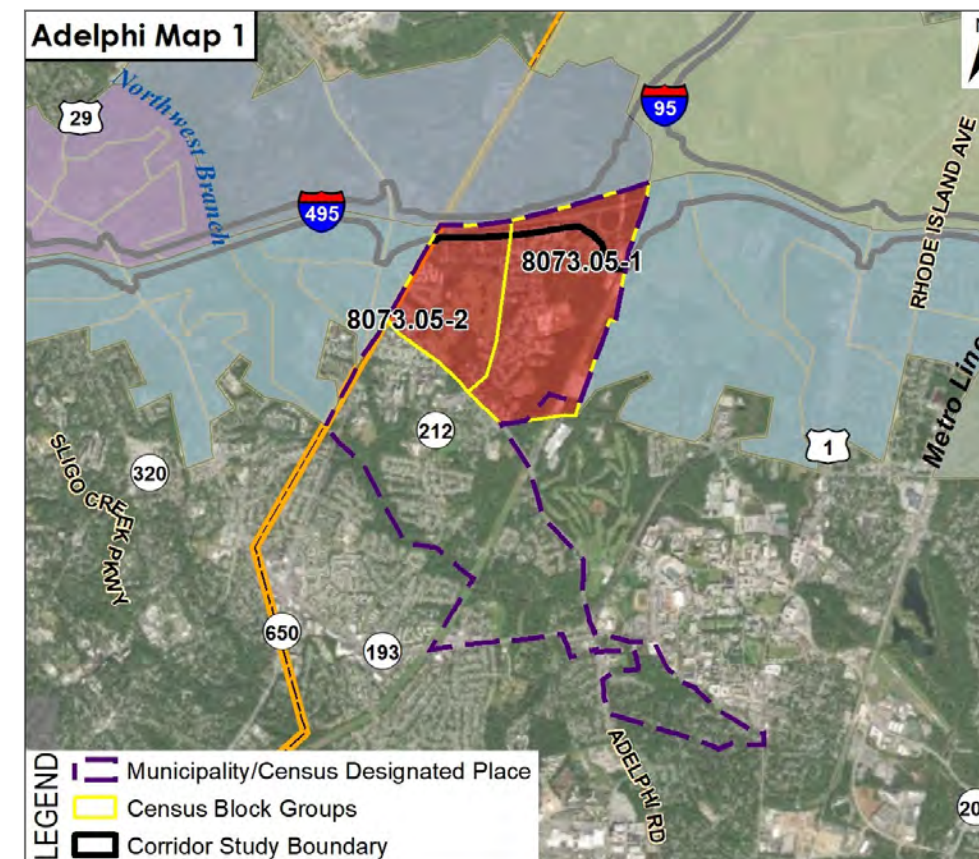 Adelphi Map 1
29
Northwest Branch
495
95
RHODE ISLAND AVE
8073.05-1
8073.05-2
212
320
SLIGO CREEK PKWY
1
Metro Line
650
193
ADELPHI RD
20
LEGEND
Municipality/Census Designated Place
Census Block Groups
Corridor Study Boundary